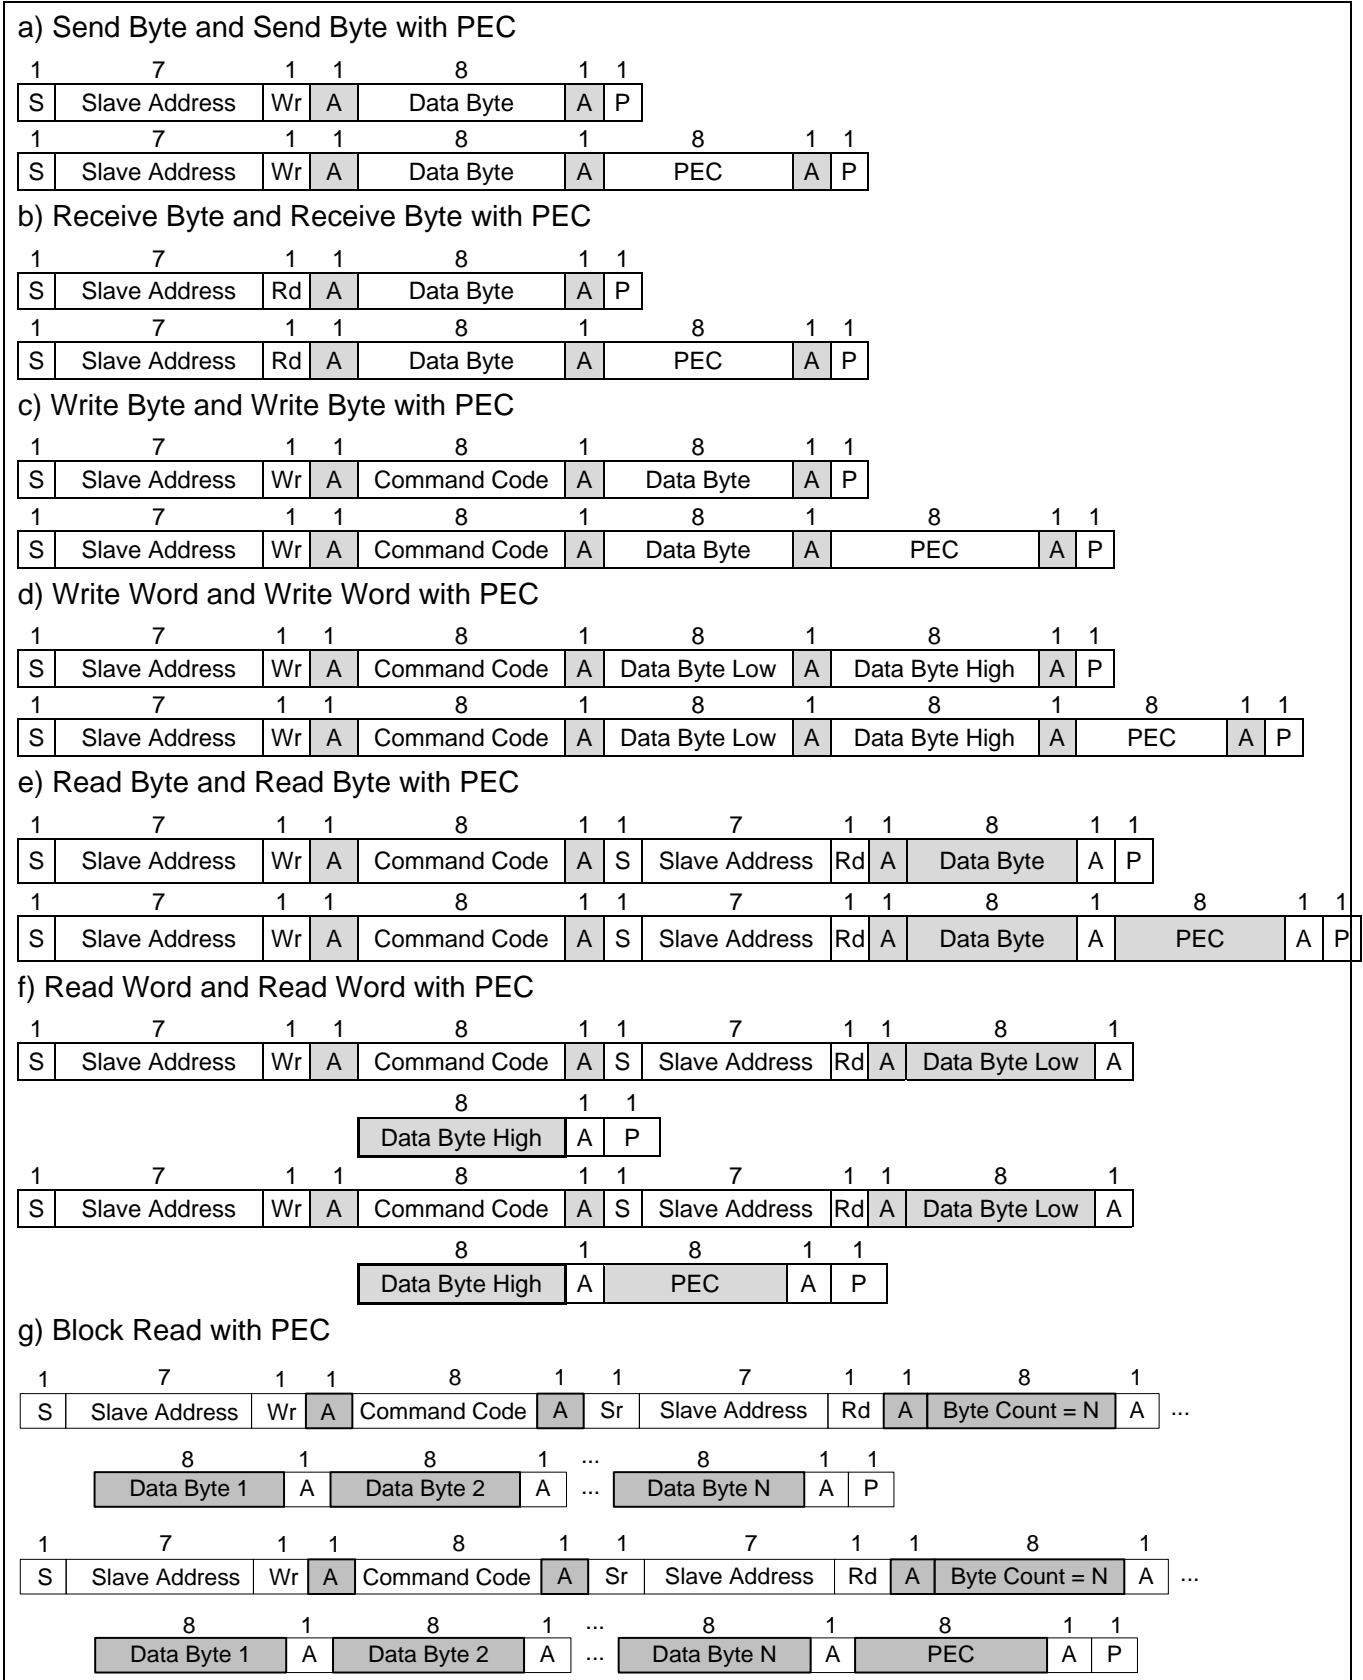 a) Send Byte and Send Byte with PEC
1 7 1 1 8 1 1
S Slave Address Wr A Data Byte A P
1 7 1 1 8 1 8 1 1
S Slave Address Wr A Data Byte A PEC A P
b) Receive Byte and Receive Byte with PEC
1 7 1 1 8 1 1
S Slave Address Rd A Data Byte A P
1 7 1 1 8 1 8 1 1
S Slave Address Rd A Data Byte A PEC A P
c) Write Byte and Write Byte with PEC
1 7 1 1 8 1 8 1 1
S Slave Address Wr A Command Code A Data Byte A P
1 7 1 1 8 1 8 1 8 1 1
S Slave Address Wr A Command Code A Data Byte A PEC A P
d) Write Word and Write Word with PEC
1 7 1 1 8 1 8 1 8 1 1
S Slave Address Wr A Command Code A Data Byte Low A Data Byte High A P
1 7 1 1 8 1 8 1 8 1 8 1 1
S Slave Address Wr A Command Code A Data Byte Low A Data Byte High A PEC A P
e) Read Byte and Read Byte with PEC
1 7 1 1 8 1 1 7 1 1 8 1 1
S Slave Address Wr A Command Code A S Slave Address Rd A Data Byte A P
1 7 1 1 8 1 1 7 1 1 8 1 8 1 1
S Slave Address Wr A Command Code A S Slave Address Rd A Data Byte A PEC A P
f) Read Word and Read Word with PEC
1 7 1 1 8 1 1 7 1 1 8 1
S Slave Address Wr A Command Code A S Slave Address Rd A Data Byte Low A
8 1 1
Data Byte High A P
1 7 1 1 8 1 1 7 1 1 8 1
S Slave Address Wr A Command Code A S Slave Address Rd A Data Byte Low A
8 1 8 1 1
Data Byte High A PEC A P
g) Block Read with PEC
1 7 1 1 8 1 1 7 1 1 8 1
S Slave Address Wr A Command Code A Sr Slave Address Rd A Byte Count = N A ...
8 1 8 1 ... 8 1 1
Data Byte 1 A Data Byte 2 A ... Data Byte N A P
1 7 1 1 8 1 1 7 1 1 8 1
S Slave Address Wr A Command Code A Sr Slave Address Rd A Byte Count = N A ...
8 1 8 1 ... 8 1 8 1 1
Data Byte 1 A Data Byte 2 A ... Data Byte N A PEC A P